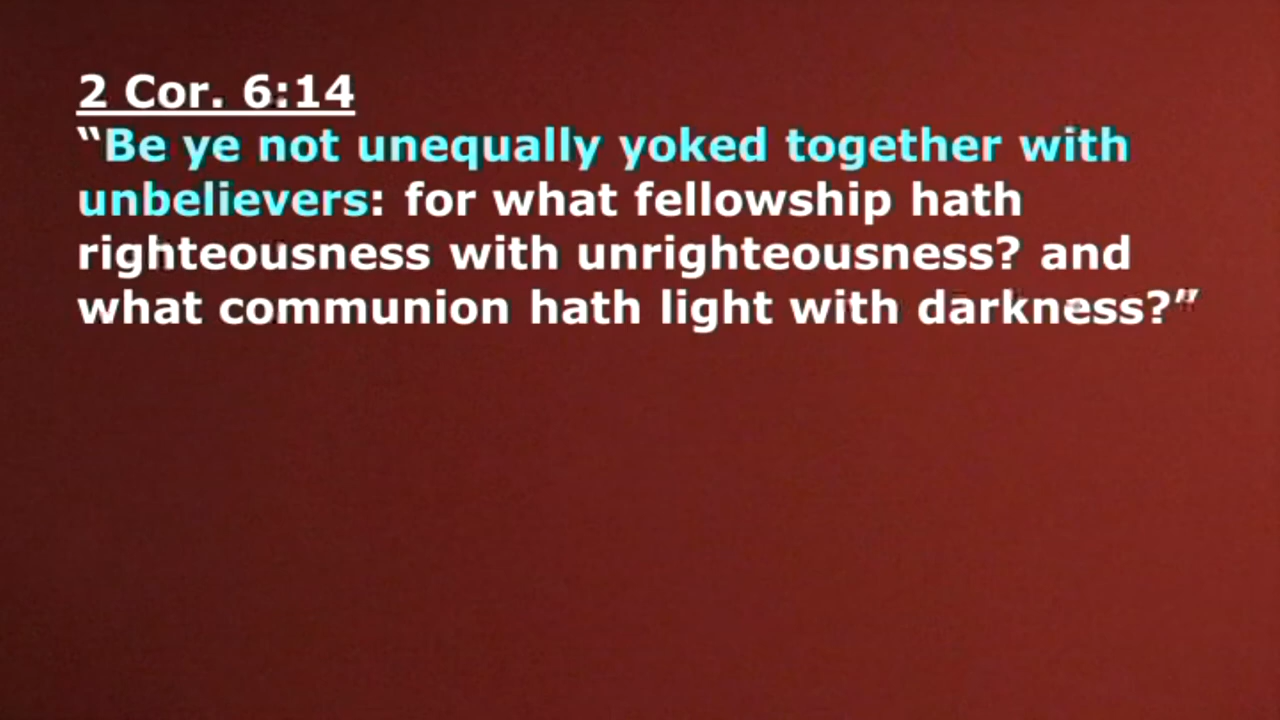 2 Cor. 6:14
“Be ye not unequally yoked together with
unbelievers: for what fellowship hath
righteousness with unrighteousness? and
what communion hath light with darkness?”